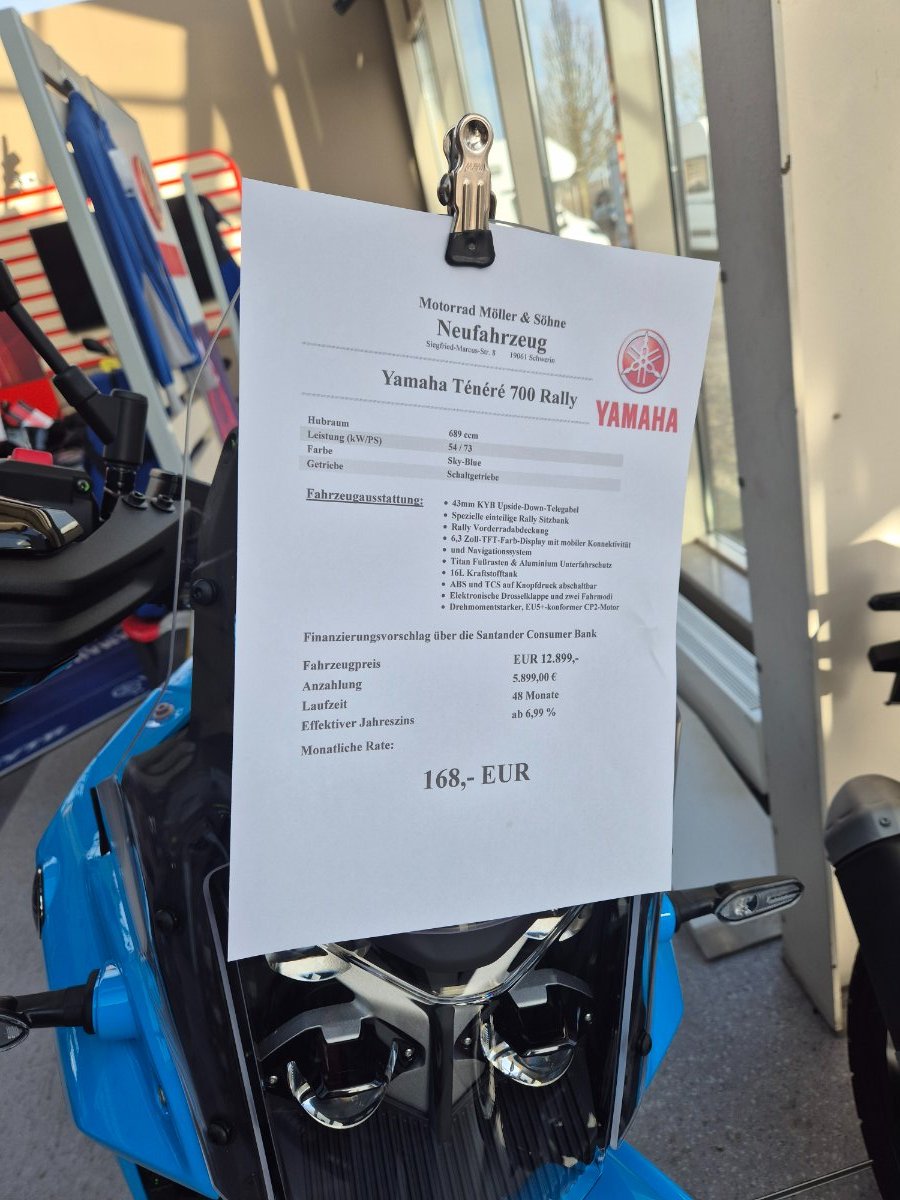 Motorrad Möller & Söhne
Neufahrzeug
Siegfried-Marcus-Str. 8 19061 Schwerin
Yamaha Ténéré 700 Rally
YAMAHA
Hubraum 689 ccm
Leistung (kW/PS) 54 / 73
Farbe Sky-Blue
Getriebe Schaltgetriebe
Fahrzeugausstattung:
• 43mm KYB Upside-Down-Telegabel
• Spezielle einteilige Rally Sitzbank
• Rally Vorderradabdeckung
• 6,3 Zoll-TFT-Farb-Display mit mobiler Konnektivität
• und Navigationssystem
• Titan Fußrasten & Aluminium Unterfahrschutz
• 16L Kraftstofftank
• ABS und TCS auf Knopfdruck abschaltbar
• Elektronische Drosselklappe und zwei Fahrmodi
• Drehmomentstarker, EU5+-konformer CP2-Motor
Finanzierungsvorschlag über die Santander Consumer Bank
Fahrzeugpreis EUR 12.899,-
Anzahlung 5.899,00 €
Laufzeit 48 Monate
Effektiver Jahreszins ab 6,99 %
Monatliche Rate:
168,- EUR